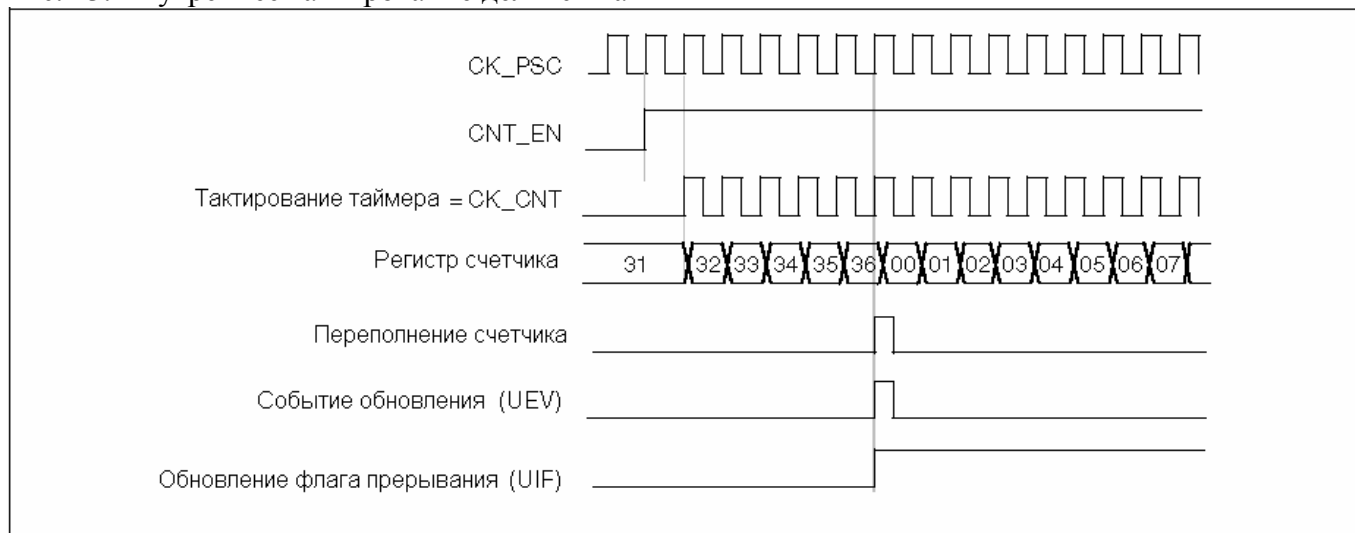 CK_PSC
CNT_EN
Тактирование таймера = CK_CNT
Регистр счетчика 31 32 33 34 35 36 00 01 02 03 04 05 06 07
Переполнение счетчика
Событие обновления (UEV)
Обновление флага прерывания (UIF)